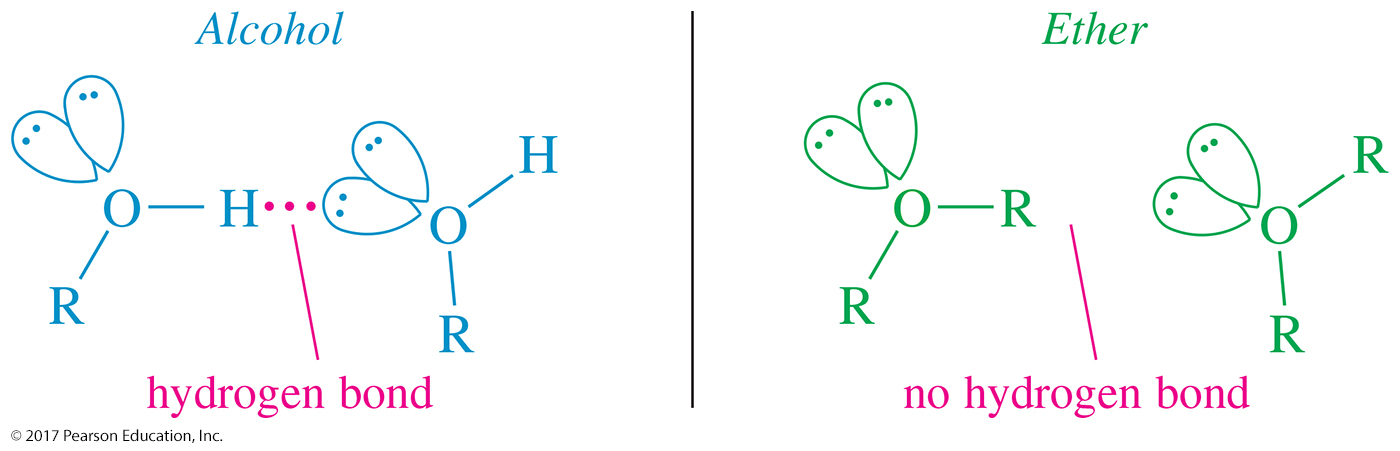 Alcohol
O
H
O
H
R
R
hydrogen bond
Ether
O
R
O
R
R
R
no hydrogen bond
© 2017 Pearson Education, Inc.